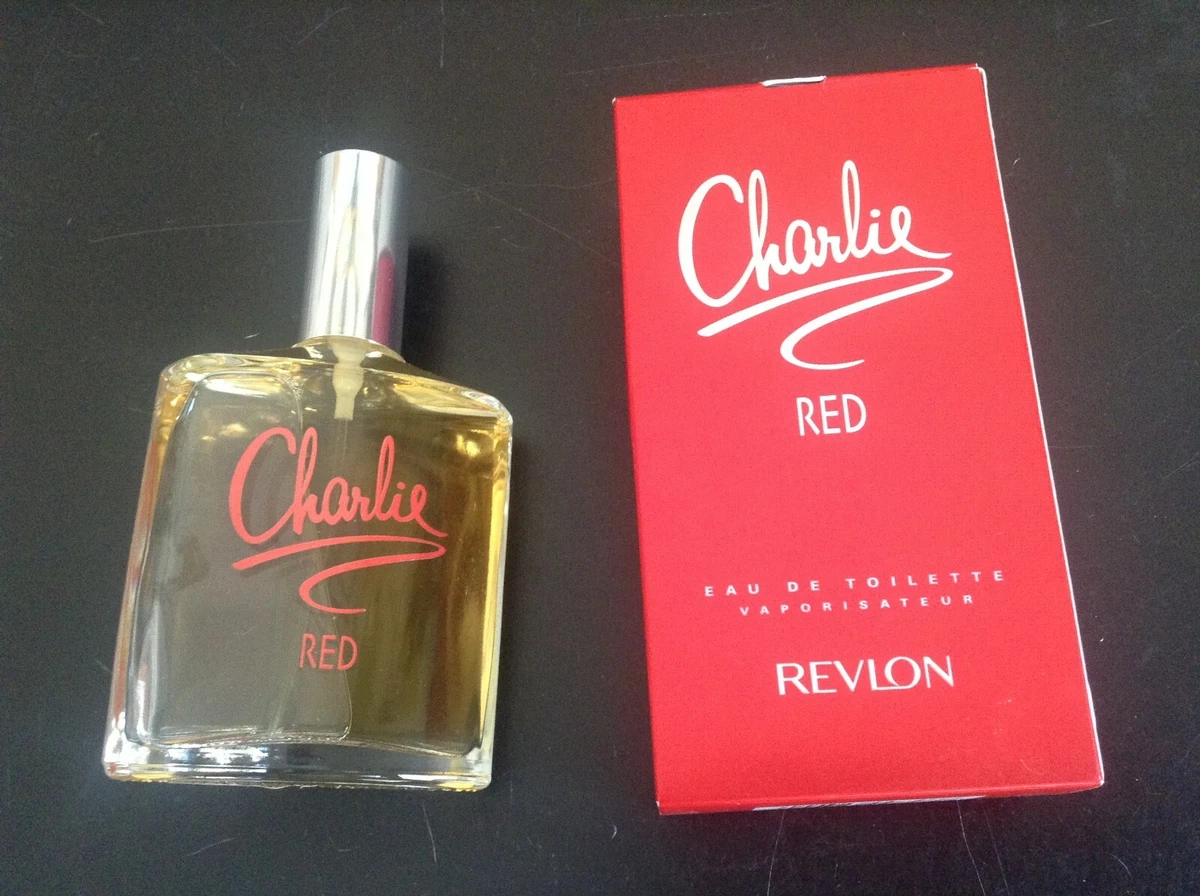 Charlie
RED
Charlie
RED
EAU DE TOILETTE
VAPORISATEUR
REVLON